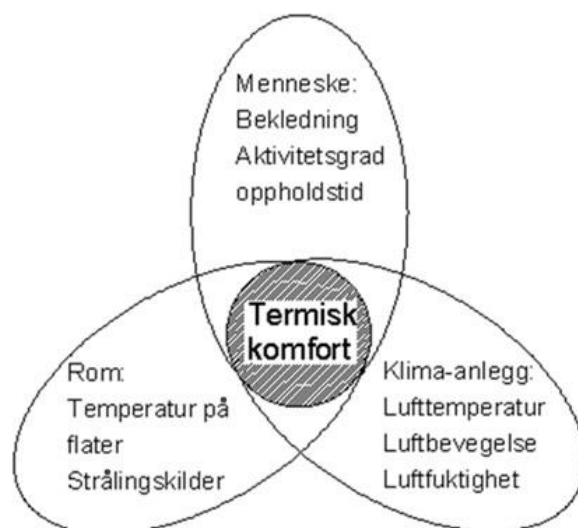 Menneske:
Bekledning
Aktivitetsgrad
oppholdstid
Termisk
komfort
Rom:
Temperatur på
flater
Strålingskilder
Klima-anlegg:
Lufttemperatur
Luftbevegelse
Luftfuktighet